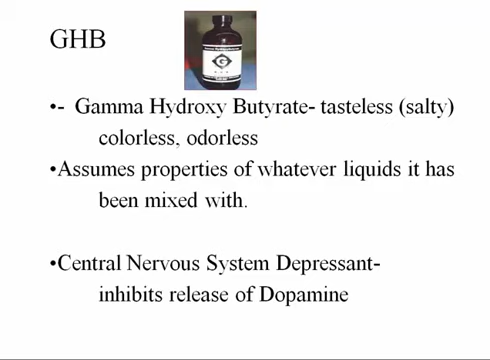 GHB
•- Gamma Hydroxy Butyrate- tasteless (salty)
colorless, odorless
•Assumes properties of whatever liquids it has
been mixed with.
•Central Nervous System Depressant-
inhibits release of Dopamine